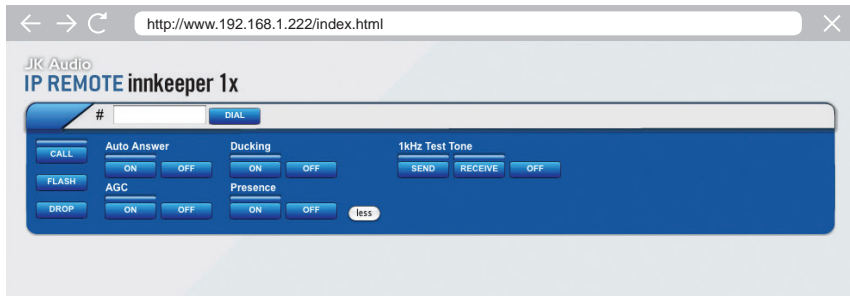 http://www.192.168.1.222/index.html
JK Audio
IP REMOTE innkeeper 1x
# DIAL
CALL
FLASH
DROP
Auto Answer
ON OFF
AGC
ON OFF
Ducking
ON OFF
Presence
ON OFF
less
1kHz Test Tone
SEND RECEIVE OFF